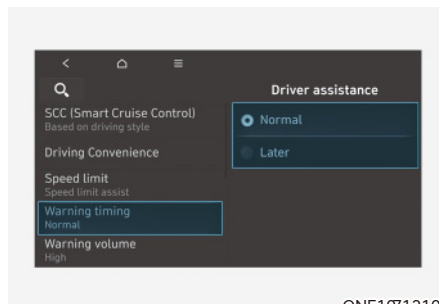 Driver assistance
SCC (Smart Cruise Control)
Based on driving style
Driving Convenience
Speed limit
Speed limit assist
Warning timing
Normal
Warning volume
High
Normal
Later